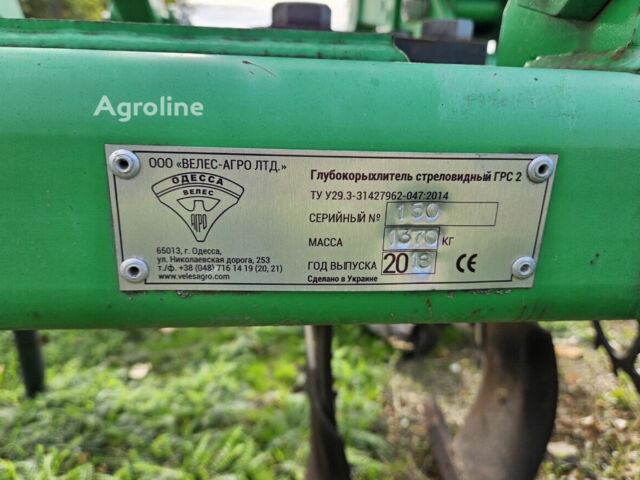 Agroline
ООО «ВЕЛЕС-АГРО ЛТД.»
ОДЕССА
ВЕЛЕС
АГРО
65013, г. Одесса,
ул. Николаевская дорога, 253
т./ф. +38 (048) 716 14 19 (20, 21)
www.velesagro.com
Глубокорыхлитель стреловидный ГРС 2
ТУ У29.3-31427962-047:2014
СЕРИЙНЫЙ № 150
МАССА 1370 КГ
ГОД ВЫПУСКА 2019 CE
Сделано в Украине